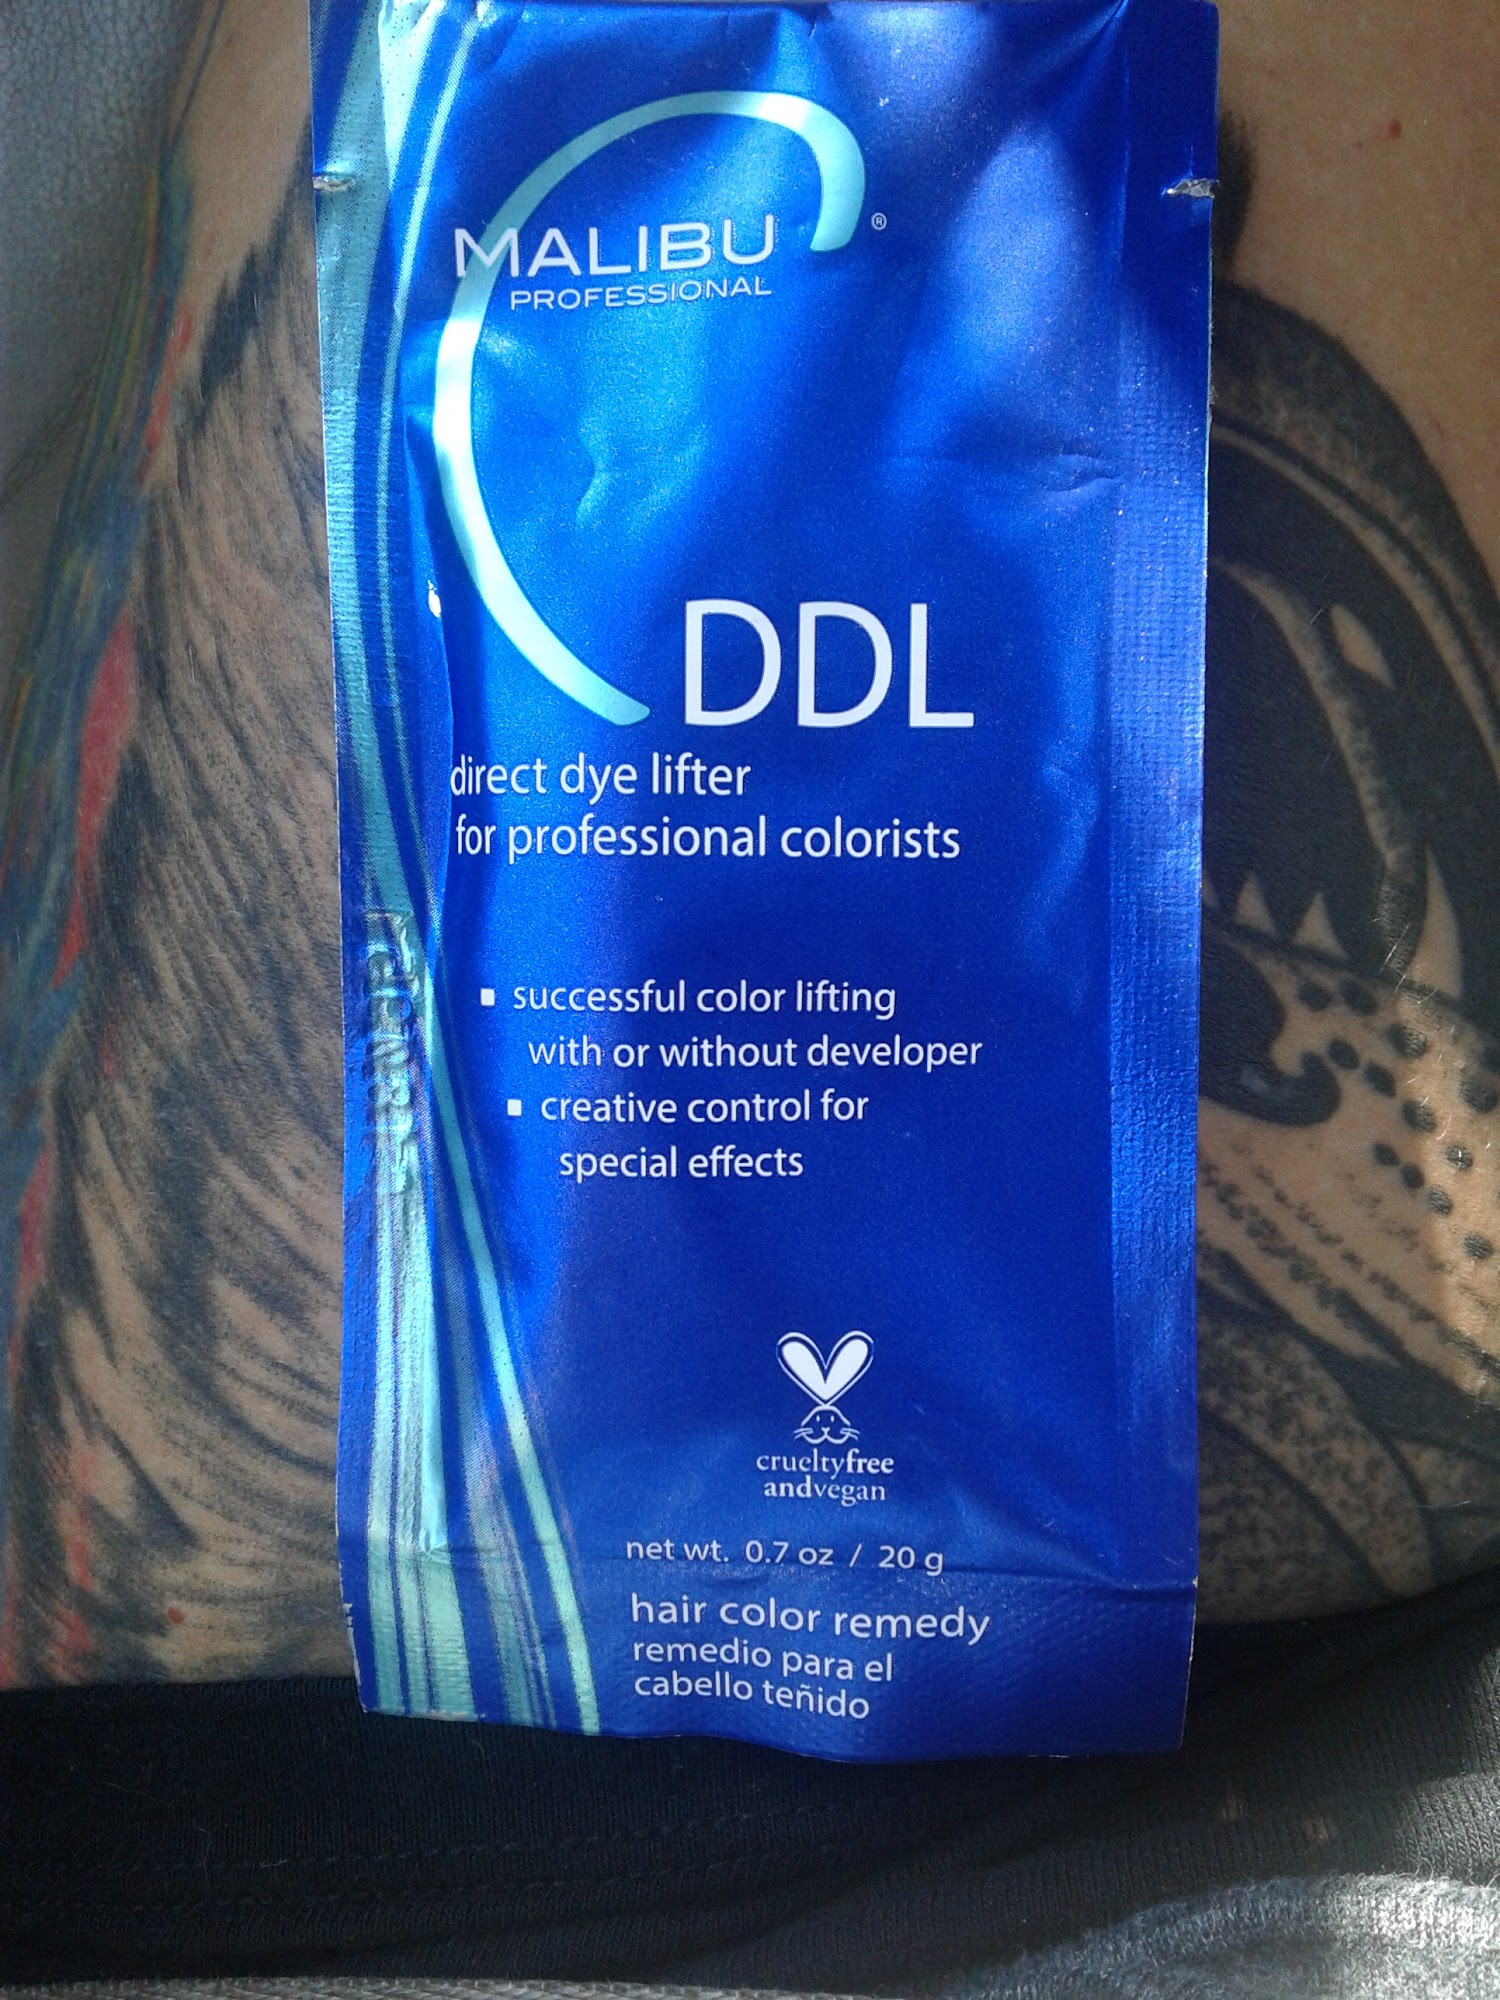 MALIBU
PROFESSIONAL
®
DDL
direct dye lifter
for professional colorists
▪ successful color lifting
with or without developer
▪ creative control for
special effects
crueltyfree
andvegan
net wt. 0.7 oz / 20 g
hair color remedy
remedio para el
cabello teñido